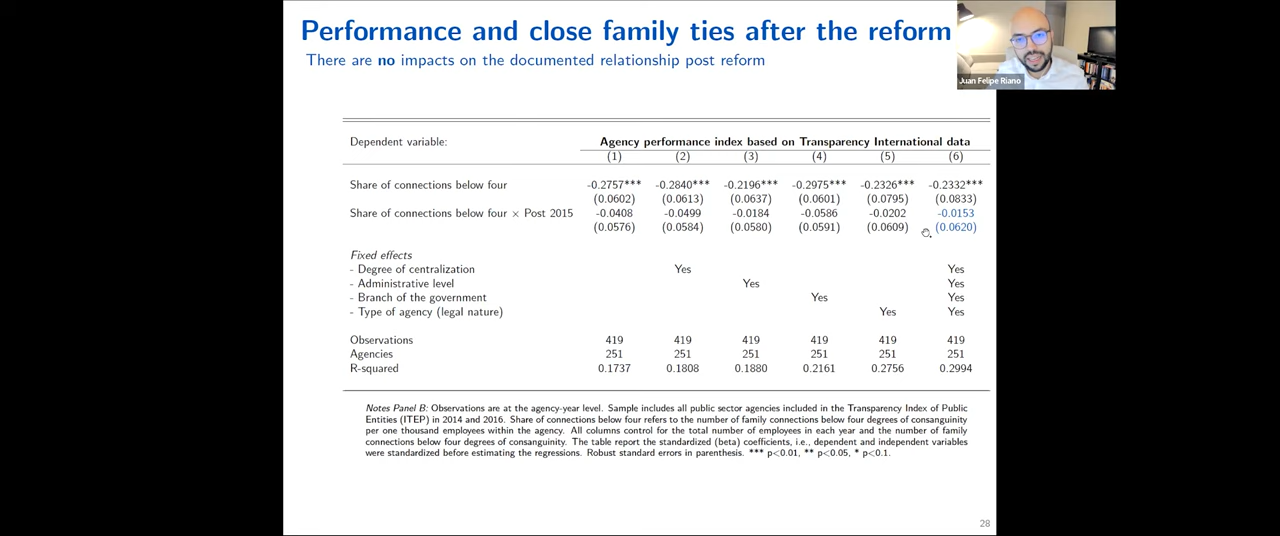 Performance and close family ties after the reform
There are no impacts on the documented relationship post reform
Juan Felipe Riano
Dependent variable: Agency performance index based on Transparency International data
(1) (2) (3) (4) (5) (6)
Share of connections below four -0.2757*** -0.2840*** -0.2196*** -0.2975*** -0.2326*** -0.2332***
(0.0602) (0.0613) (0.0637) (0.0601) (0.0795) (0.0833)
Share of connections below four × Post 2015 -0.0408 -0.0499 -0.0184 -0.0586 -0.0202 -0.0153
(0.0576) (0.0584) (0.0580) (0.0591) (0.0609) (0.0620)
Fixed effects
- Degree of centralization Yes Yes
- Administrative level Yes Yes
- Branch of the government Yes Yes
- Type of agency (legal nature) Yes Yes
Observations 419 419 419 419 419 419
Agencies 251 251 251 251 251 251
R-squared 0.1737 0.1808 0.1880 0.2161 0.2756 0.2994
Notes Panel B: Observations are at the agency-year level. Sample includes all public sector agencies included in the Transparency Index of Public
Entities (ITEP) in 2014 and 2016. Share of connections below four refers to the number of family connections below four degrees of consanguinity
per one thousand employees within the agency. All columns control for the total number of employees in each year and the number of family
connections below four degrees of consanguinity. The table report the standardized (beta) coefficients, i.e., dependent and independent variables
were standardized before estimating the regressions. Robust standard errors in parenthesis. *** p<0.01, ** p<0.05, * p<0.1.
28